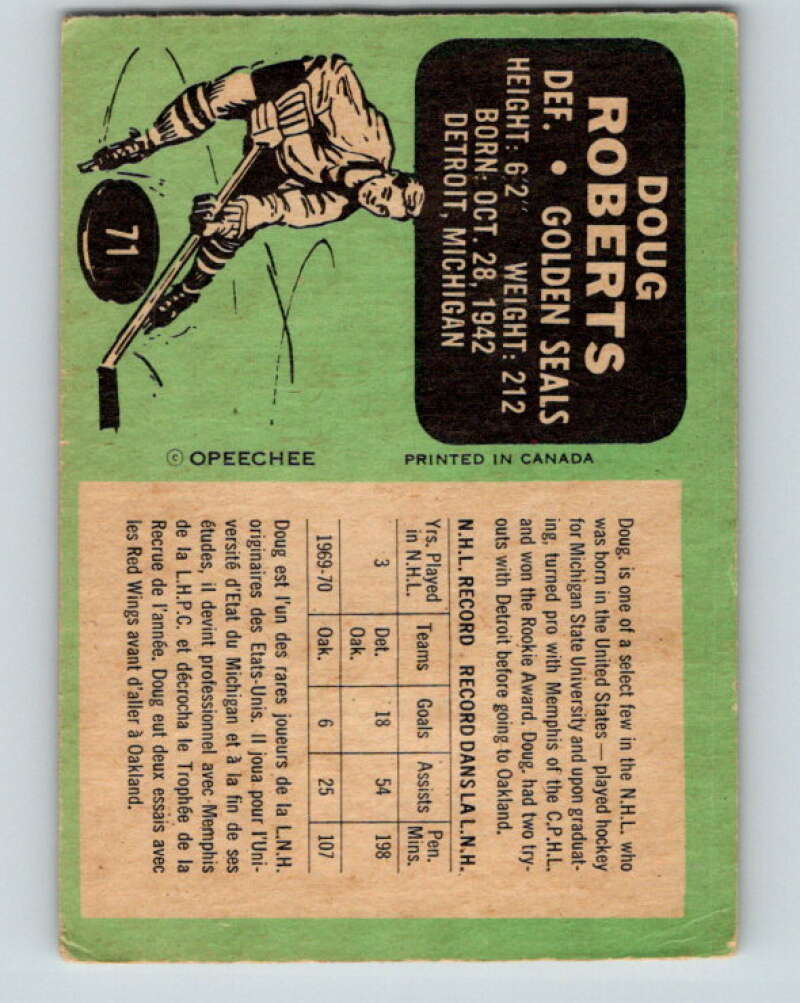 DOUG
ROBERTS
DEF. • GOLDEN SEALS
HEIGHT: 6'2" WEIGHT: 212
BORN: OCT. 28, 1942
DETROIT, MICHIGAN
71
© OPEECHEE PRINTED IN CANADA
Doug. is one of a select few in the N.H.L. who
was born in the United States — played hockey
for Michigan State University and upon graduat-
ing, turned pro with Memphis of the C.P.H.L.
and won the Rookie Award. Doug. had two try-
outs with Detroit before going to Oakland.
N.H.L. RECORD RECORD DANS LA L.N.H.
Yrs. Played in N.H.L. Teams Goals Assists Pen. Mins.
3 Det. 18 54 198
Oak.
1969-70 Oak. 6 25 107
Doug est l'un des rares joueurs de la L.N.H.
originaires des Etats-Unis. Il joua pour l'Uni-
versité d'Etat du Michigan et à la fin de ses
études, il devint professionnel avec Memphis
de la L.H.P.C. et décrocha le Trophée de la
Recrue de l'année. Doug eut deux essais avec
les Red Wings avant d'aller à Oakland.